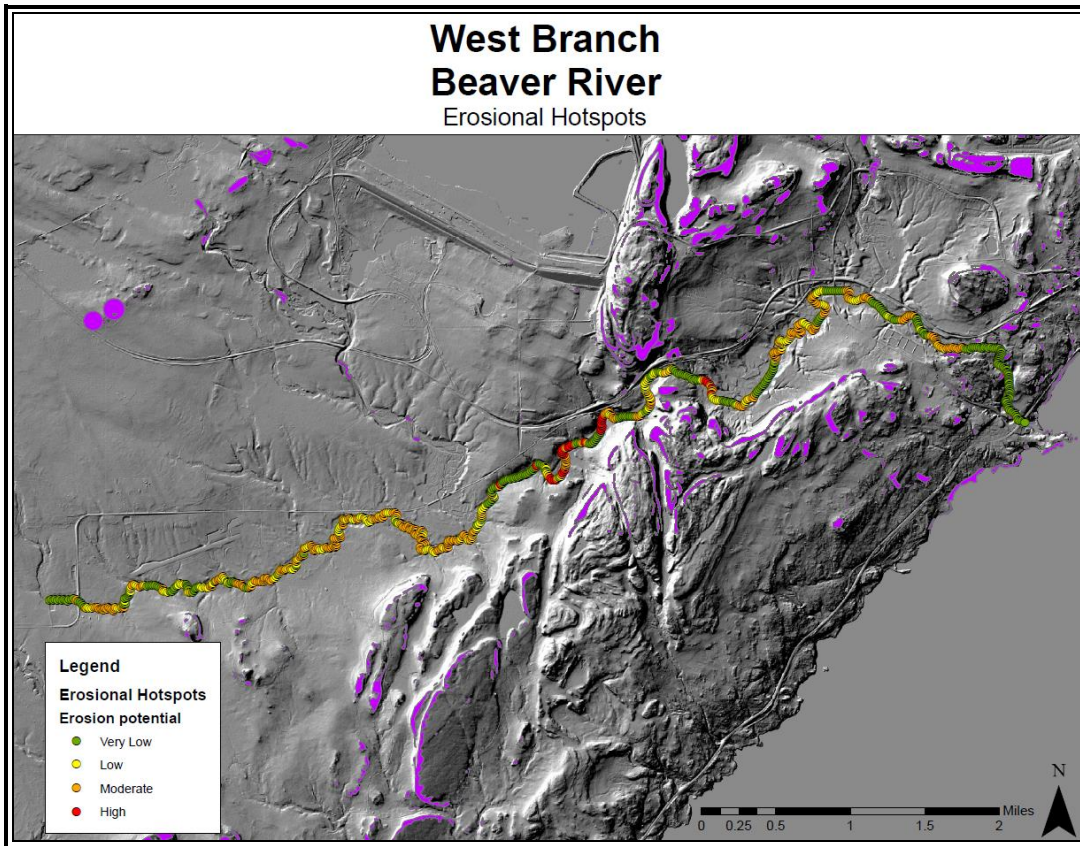 West Branch
Beaver River
Erosional Hotspots
Legend
Erosional Hotspots
Erosion potential
Very Low
Low
Moderate
High
N
Miles
0 0.25 0.5 1 1.5 2